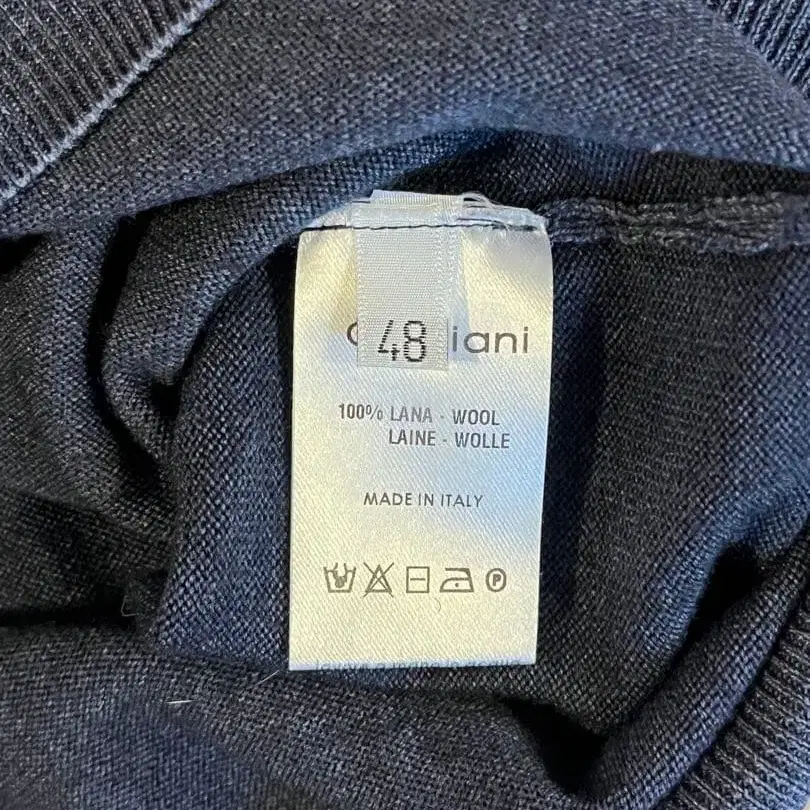 48
iani
100% LANA - WOOL
LAINE - WOLLE
MADE IN ITALY
P